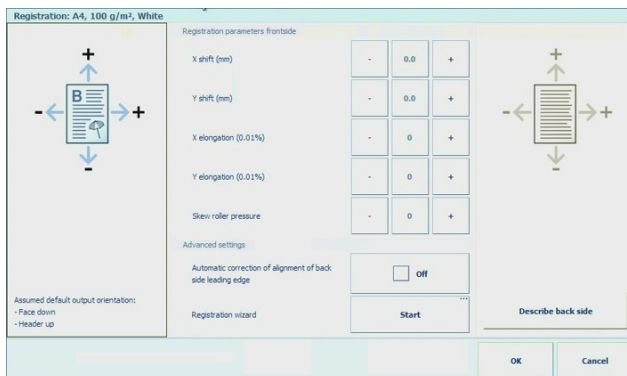 Registration: A4, 100 g/m², White
Registration parameters frontside
+
B
- +
-
X shift (mm) - 0.0 +
Y shift (mm) - 0.0 +
X elongation (0.01%) - 0 +
Y elongation (0.01%) - 0 +
Skew roller pressure - 0 +
+
- +
-
Advanced settings
Automatic correction of alignment of back
side leading edge
Off
Registration wizard
Start
...
Assumed default output orientation:
- Face down
- Header up
Describe back side
OK Cancel